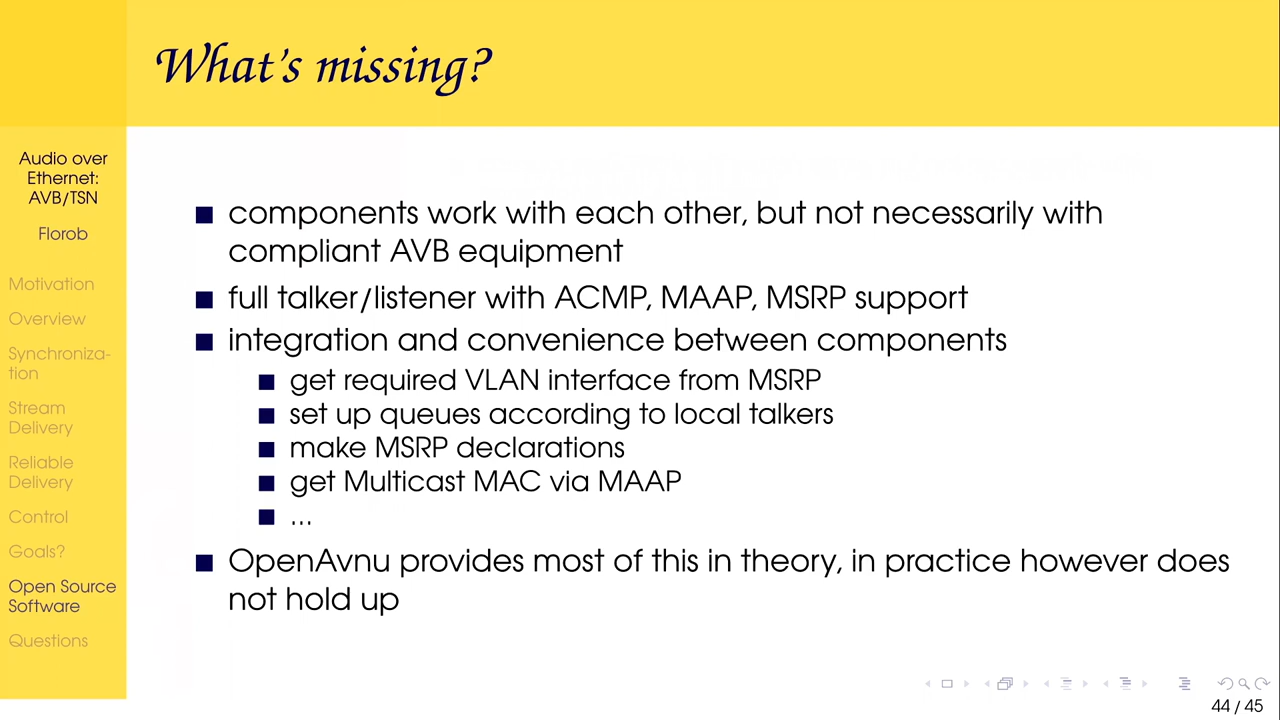 What's missing?
Audio over
Ethernet:
AVB/TSN
Florob
Motivation
Overview
Synchroniza-
tion
Stream
Delivery
Reliable
Delivery
Control
Goals?
Open Source
Software
Questions
components work with each other, but not necessarily with
compliant AVB equipment
full talker/listener with ACMP, MAAP, MSRP support
integration and convenience between components
get required VLAN interface from MSRP
set up queues according to local talkers
make MSRP declarations
get Multicast MAC via MAAP
...
OpenAvnu provides most of this in theory, in practice however does
not hold up
44 / 45